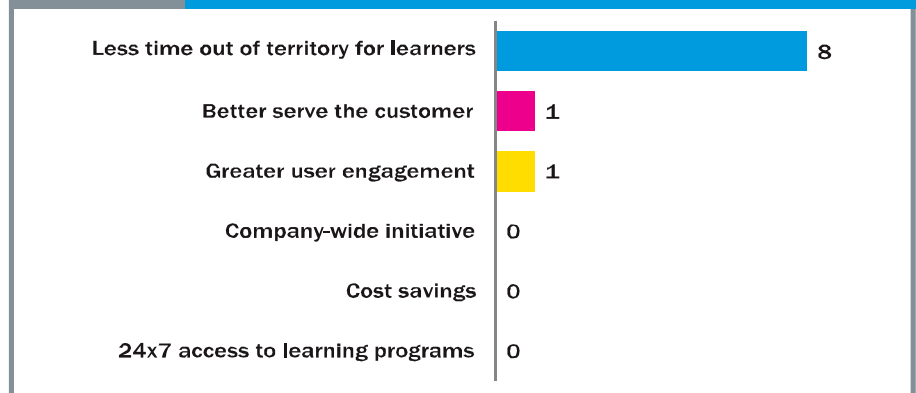 Less time out of territory for learners 8
Better serve the customer 1
Greater user engagement 1
Company-wide initiative 0
Cost savings 0
24x7 access to learning programs 0